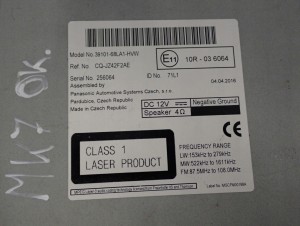 MK7 OK.
Model No. 39101-68LA1-HVW
Ref. No CQ-JZ42F2AE
Serial No. 256064
ID No 71L1
E11
10R - 03 6064
04.04.2016
Assembled by
Panasonic Automotive Systems Czech, s.r.o.
Pardubice, Czech Republic
Made in Czech Republic
DC 12V
Negative Ground
Speaker 4Ω
CLASS 1
LASER PRODUCT
FREQUENCY RANGE
LW:153kHz to 279kHz
MW:522kHz to 1611kHz
FM:87.5MHz to 108.0MHz